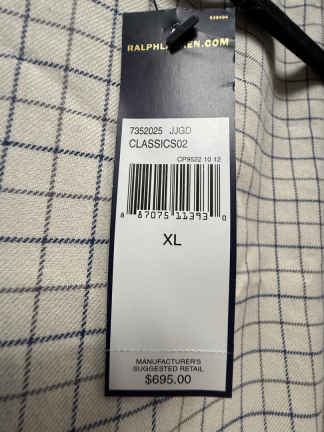 RALPHLAUREN.COM
7352025 JJGD
CLASSICS02
CP9522 10 12
8 87075 11393 0
XL
MANUFACTURER'S
SUGGESTED RETAIL
$695.00